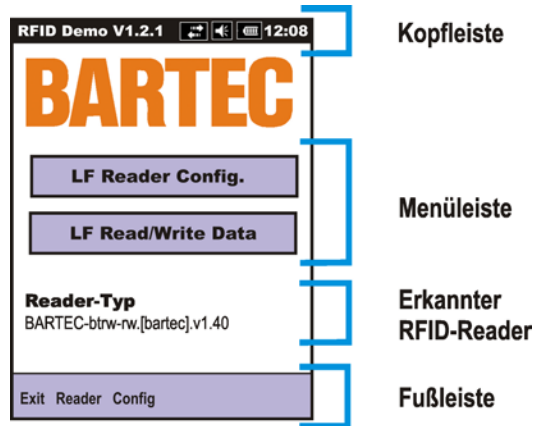 RFID Demo V1.2.1 12:08
Kopfleiste
BARTEC
LF Reader Config.
LF Read/Write Data
Menüleiste
Reader-Typ
BARTEC-btrw-rw.[bartec].v1.40
Erkannter
RFID-Reader
Exit Reader Config
Fußleiste